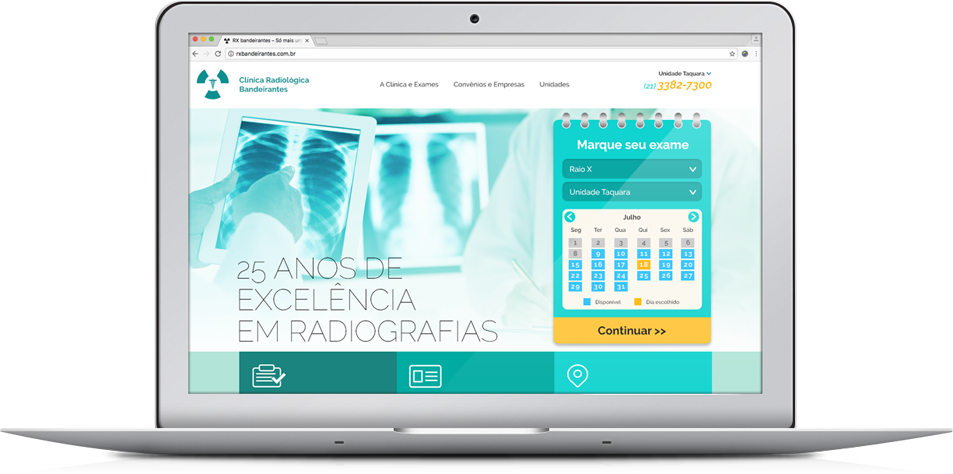 RX bandeirantes – Só mais um
rxbandeirantes.com.br
Clínica Radiológica
Bandeirantes
A Clínica e Exames
Convênios e Empresas
Unidades
Unidade Taquara
(21) 3382-7300
25 ANOS DE
EXCELÊNCIA
EM RADIOGRAFIAS
Marque seu exame
Raio X
Unidade Taquara
Julho
Seg Ter Qua Qui Sex Sáb
1 2 3 4 5 6
8 9 10 11 12 13
15 16 17 18 19 20
22 23 24 25 26 27
29 30 31
Disponível
Dia escolhido
Continuar >>